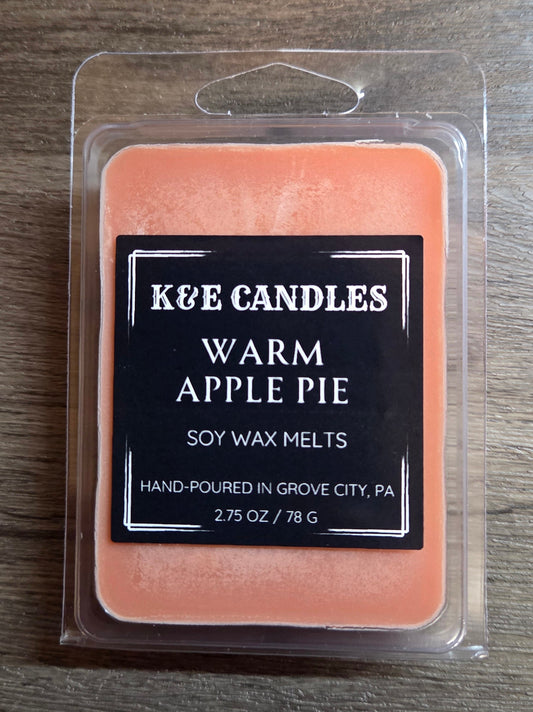 K&E CANDLES
WARM
APPLE PIE
SOY WAX MELTS
HAND-POURED IN GROVE CITY, PA
2.75 OZ / 78 G